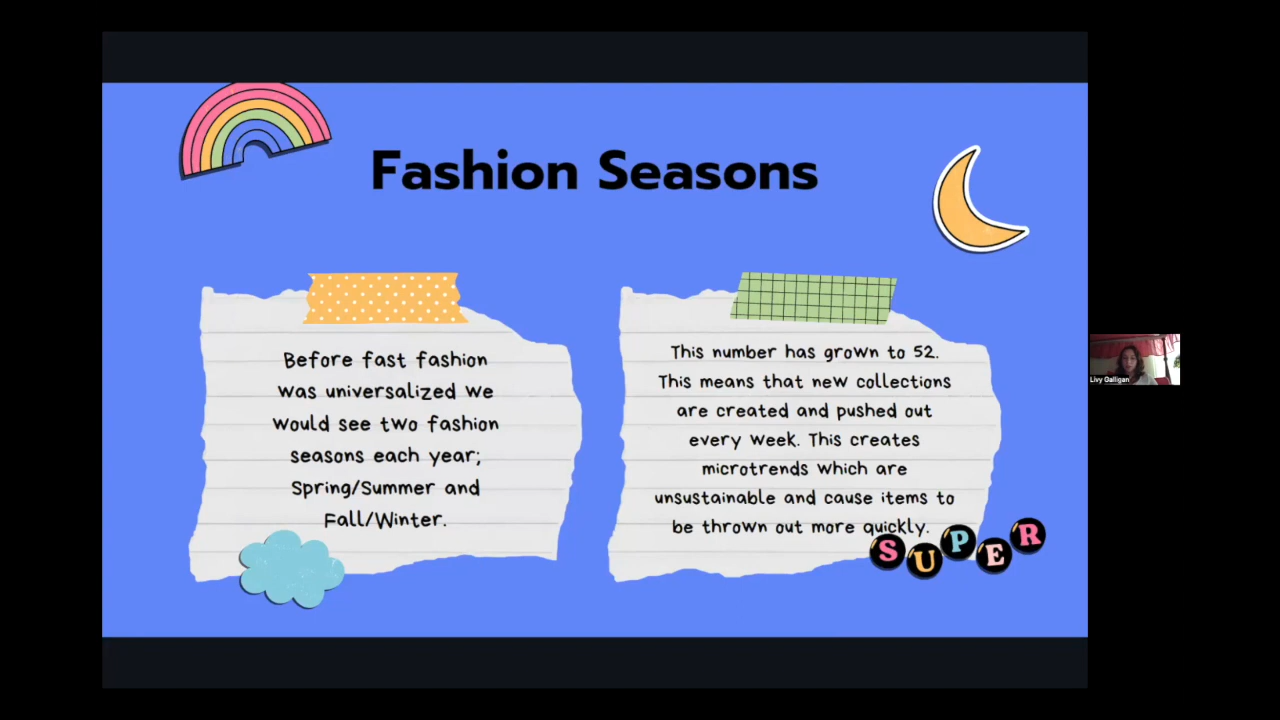 Fashion Seasons
Before fast fashion
was universalized we
would see two fashion
seasons each year;
Spring/Summer and
Fall/Winter.
This number has grown to 52.
This means that new collections
are created and pushed out
every week. This creates
microtrends which are
unsustainable and cause items to
be thrown out more quickly.
SUPER
Livy Galligan